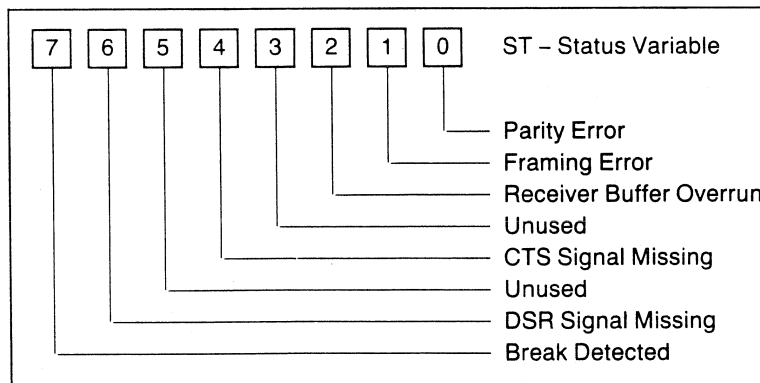 7 6 5 4 3 2 1 0 ST – Status Variable
Parity Error
Framing Error
Receiver Buffer Overrun
Unused
CTS Signal Missing
Unused
DSR Signal Missing
Break Detected